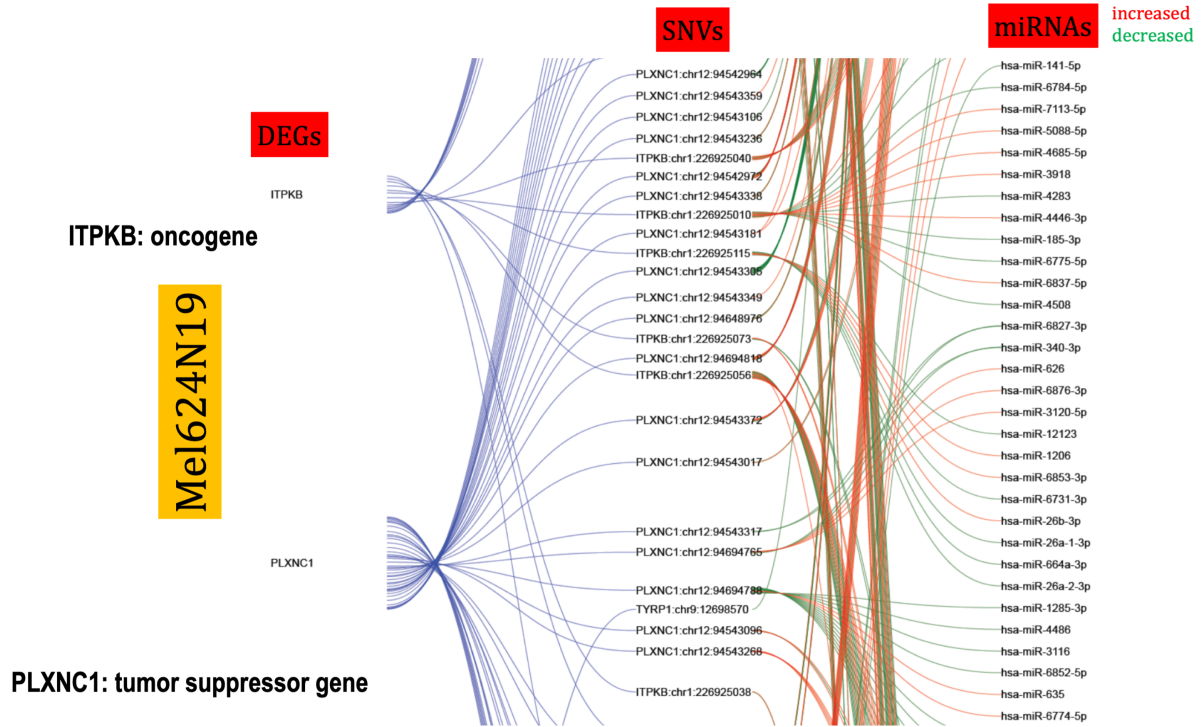 SNVs
miRNAs
increased
decreased
DEGs
ITPKB
ITPKB: oncogene
Mel624N19
PLXNC1
PLXNC1: tumor suppressor gene
PLXNC1:chr12:94542964
PLXNC1:chr12:94543359
PLXNC1:chr12:94543106
PLXNC1:chr12:94543236
ITPKB:chr1:226925040
PLXNC1:chr12:94542972
PLXNC1:chr12:94543338
ITPKB:chr1:226925010
PLXNC1:chr12:94543181
ITPKB:chr1:226925115
PLXNC1:chr12:94543305
PLXNC1:chr12:94543349
PLXNC1:chr12:94648976
ITPKB:chr1:226925073
PLXNC1:chr12:94694818
ITPKB:chr1:226925056
PLXNC1:chr12:94543372
PLXNC1:chr12:94543017
PLXNC1:chr12:94543317
PLXNC1:chr12:94694765
PLXNC1:chr12:94694788
TYRP1:chr9:12698570
PLXNC1:chr12:94543096
PLXNC1:chr12:94543268
ITPKB:chr1:226925038
hsa-miR-141-5p
hsa-miR-6784-5p
hsa-miR-7113-5p
hsa-miR-5088-5p
hsa-miR-4685-5p
hsa-miR-3918
hsa-miR-4283
hsa-miR-4446-3p
hsa-miR-185-3p
hsa-miR-6775-5p
hsa-miR-6837-5p
hsa-miR-4508
hsa-miR-6827-3p
hsa-miR-340-3p
hsa-miR-626
hsa-miR-6876-3p
hsa-miR-3120-5p
hsa-miR-12123
hsa-miR-1206
hsa-miR-6853-3p
hsa-miR-6731-3p
hsa-miR-26b-3p
hsa-miR-26a-1-3p
hsa-miR-664a-3p
hsa-miR-26a-2-3p
hsa-miR-1285-3p
hsa-miR-4486
hsa-miR-3116
hsa-miR-6852-5p
hsa-miR-635
hsa-miR-6774-5p